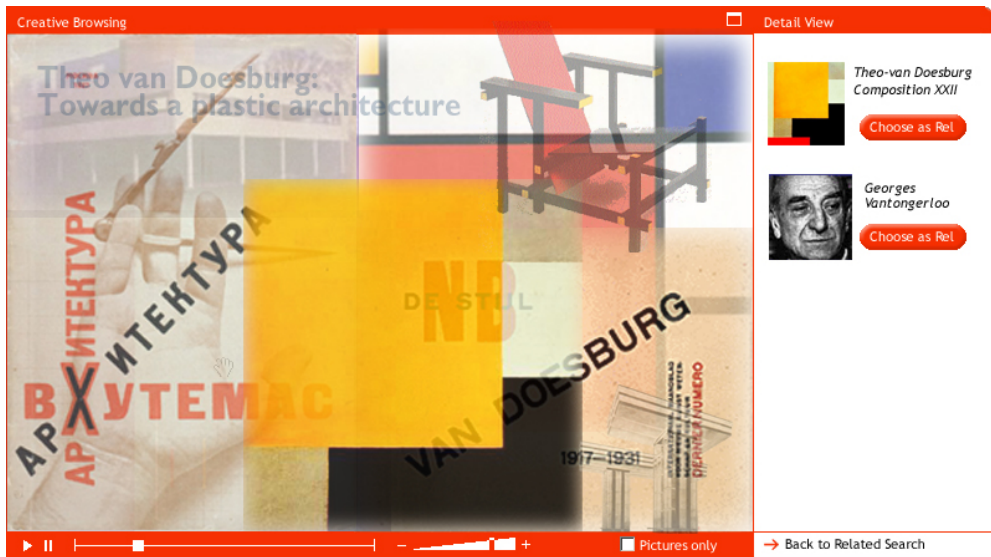 Creative Browsing
Detail View
Theo van Doesburg:
Towards a plastic architecture
Theo-van Doesburg
Composition XXII
Choose as Rel
Georges
Vantongerloo
Choose as Rel
АРХИТЕКТУРА
АРХИТЕКТУРА
ВХУТЕМАС
NB
DE STIJL
VAN DOESBURG
1917–1931
DERNIER NUMERO
Pictures only
Back to Related Search